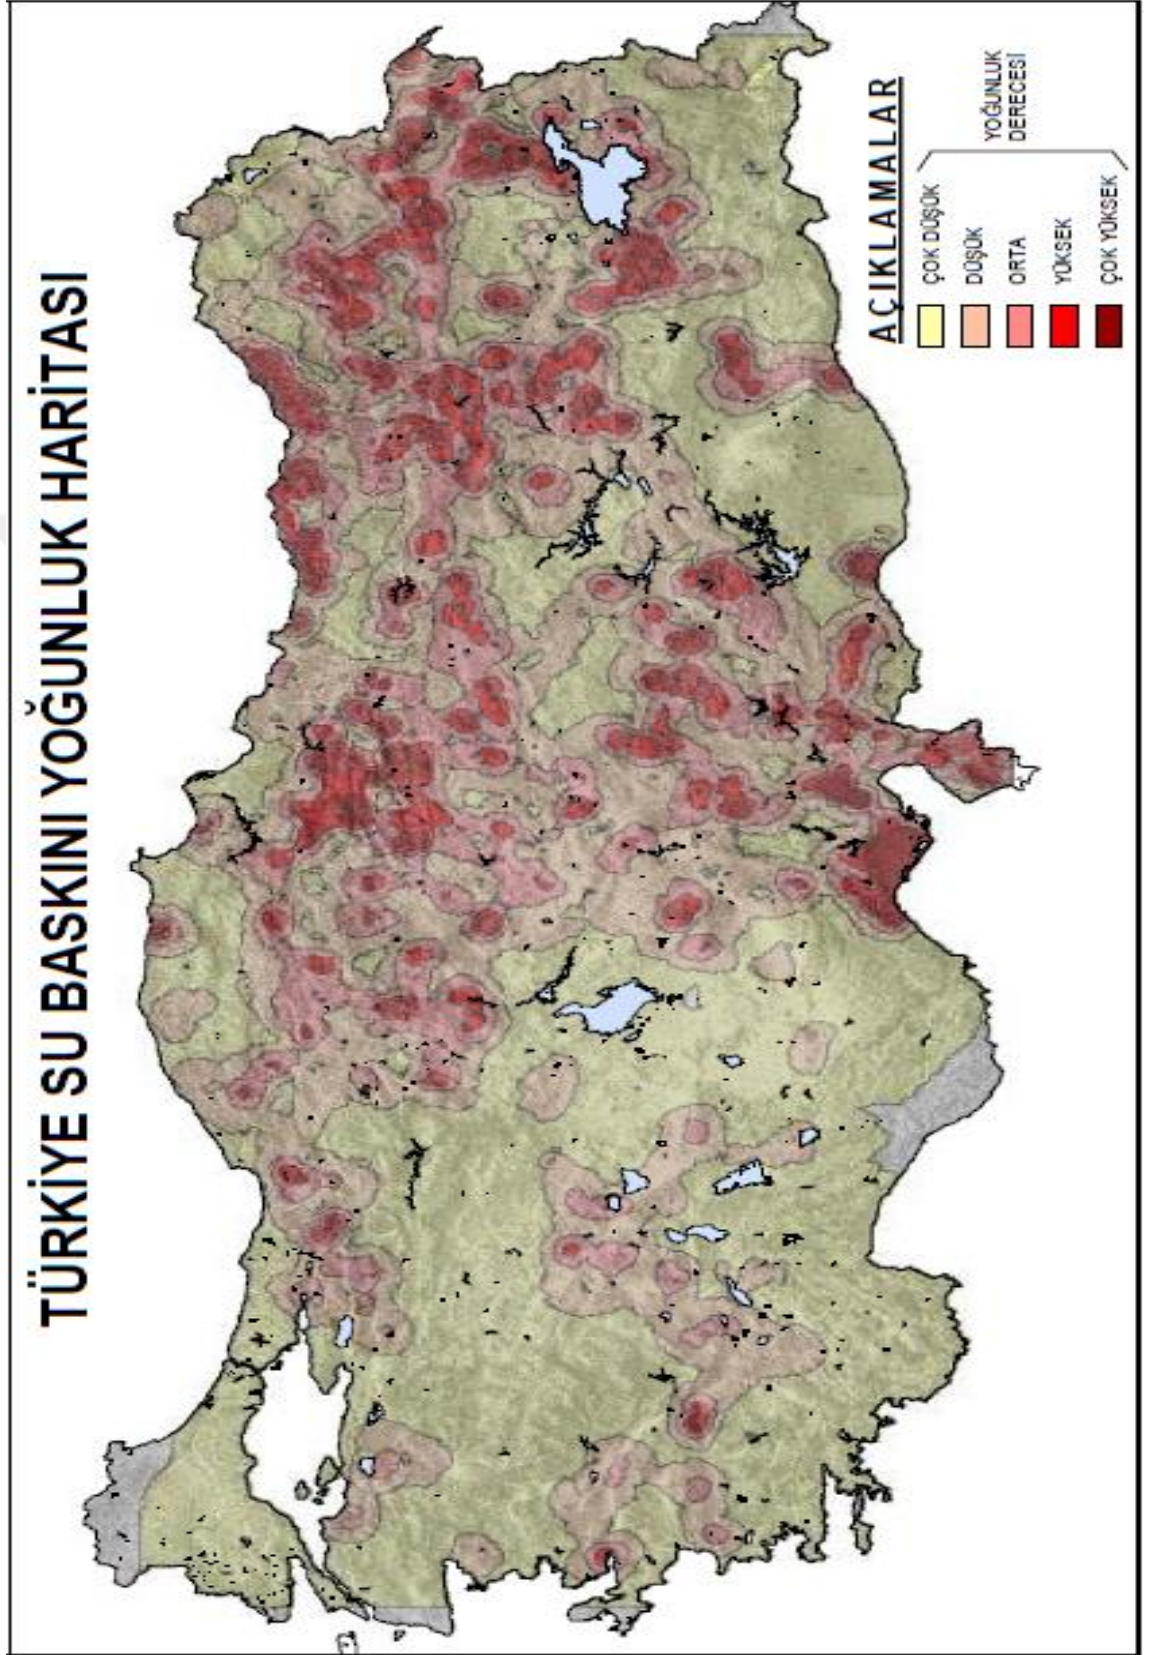 TÜRKİYE SU BASKINI YOĞUNLUK HARİTASI
AÇIKLAMALAR
ÇOK DÜŞÜK
DÜŞÜK
ORTA
YÜKSEK
ÇOK YÜKSEK
YOĞUNLUK
DERECESİ